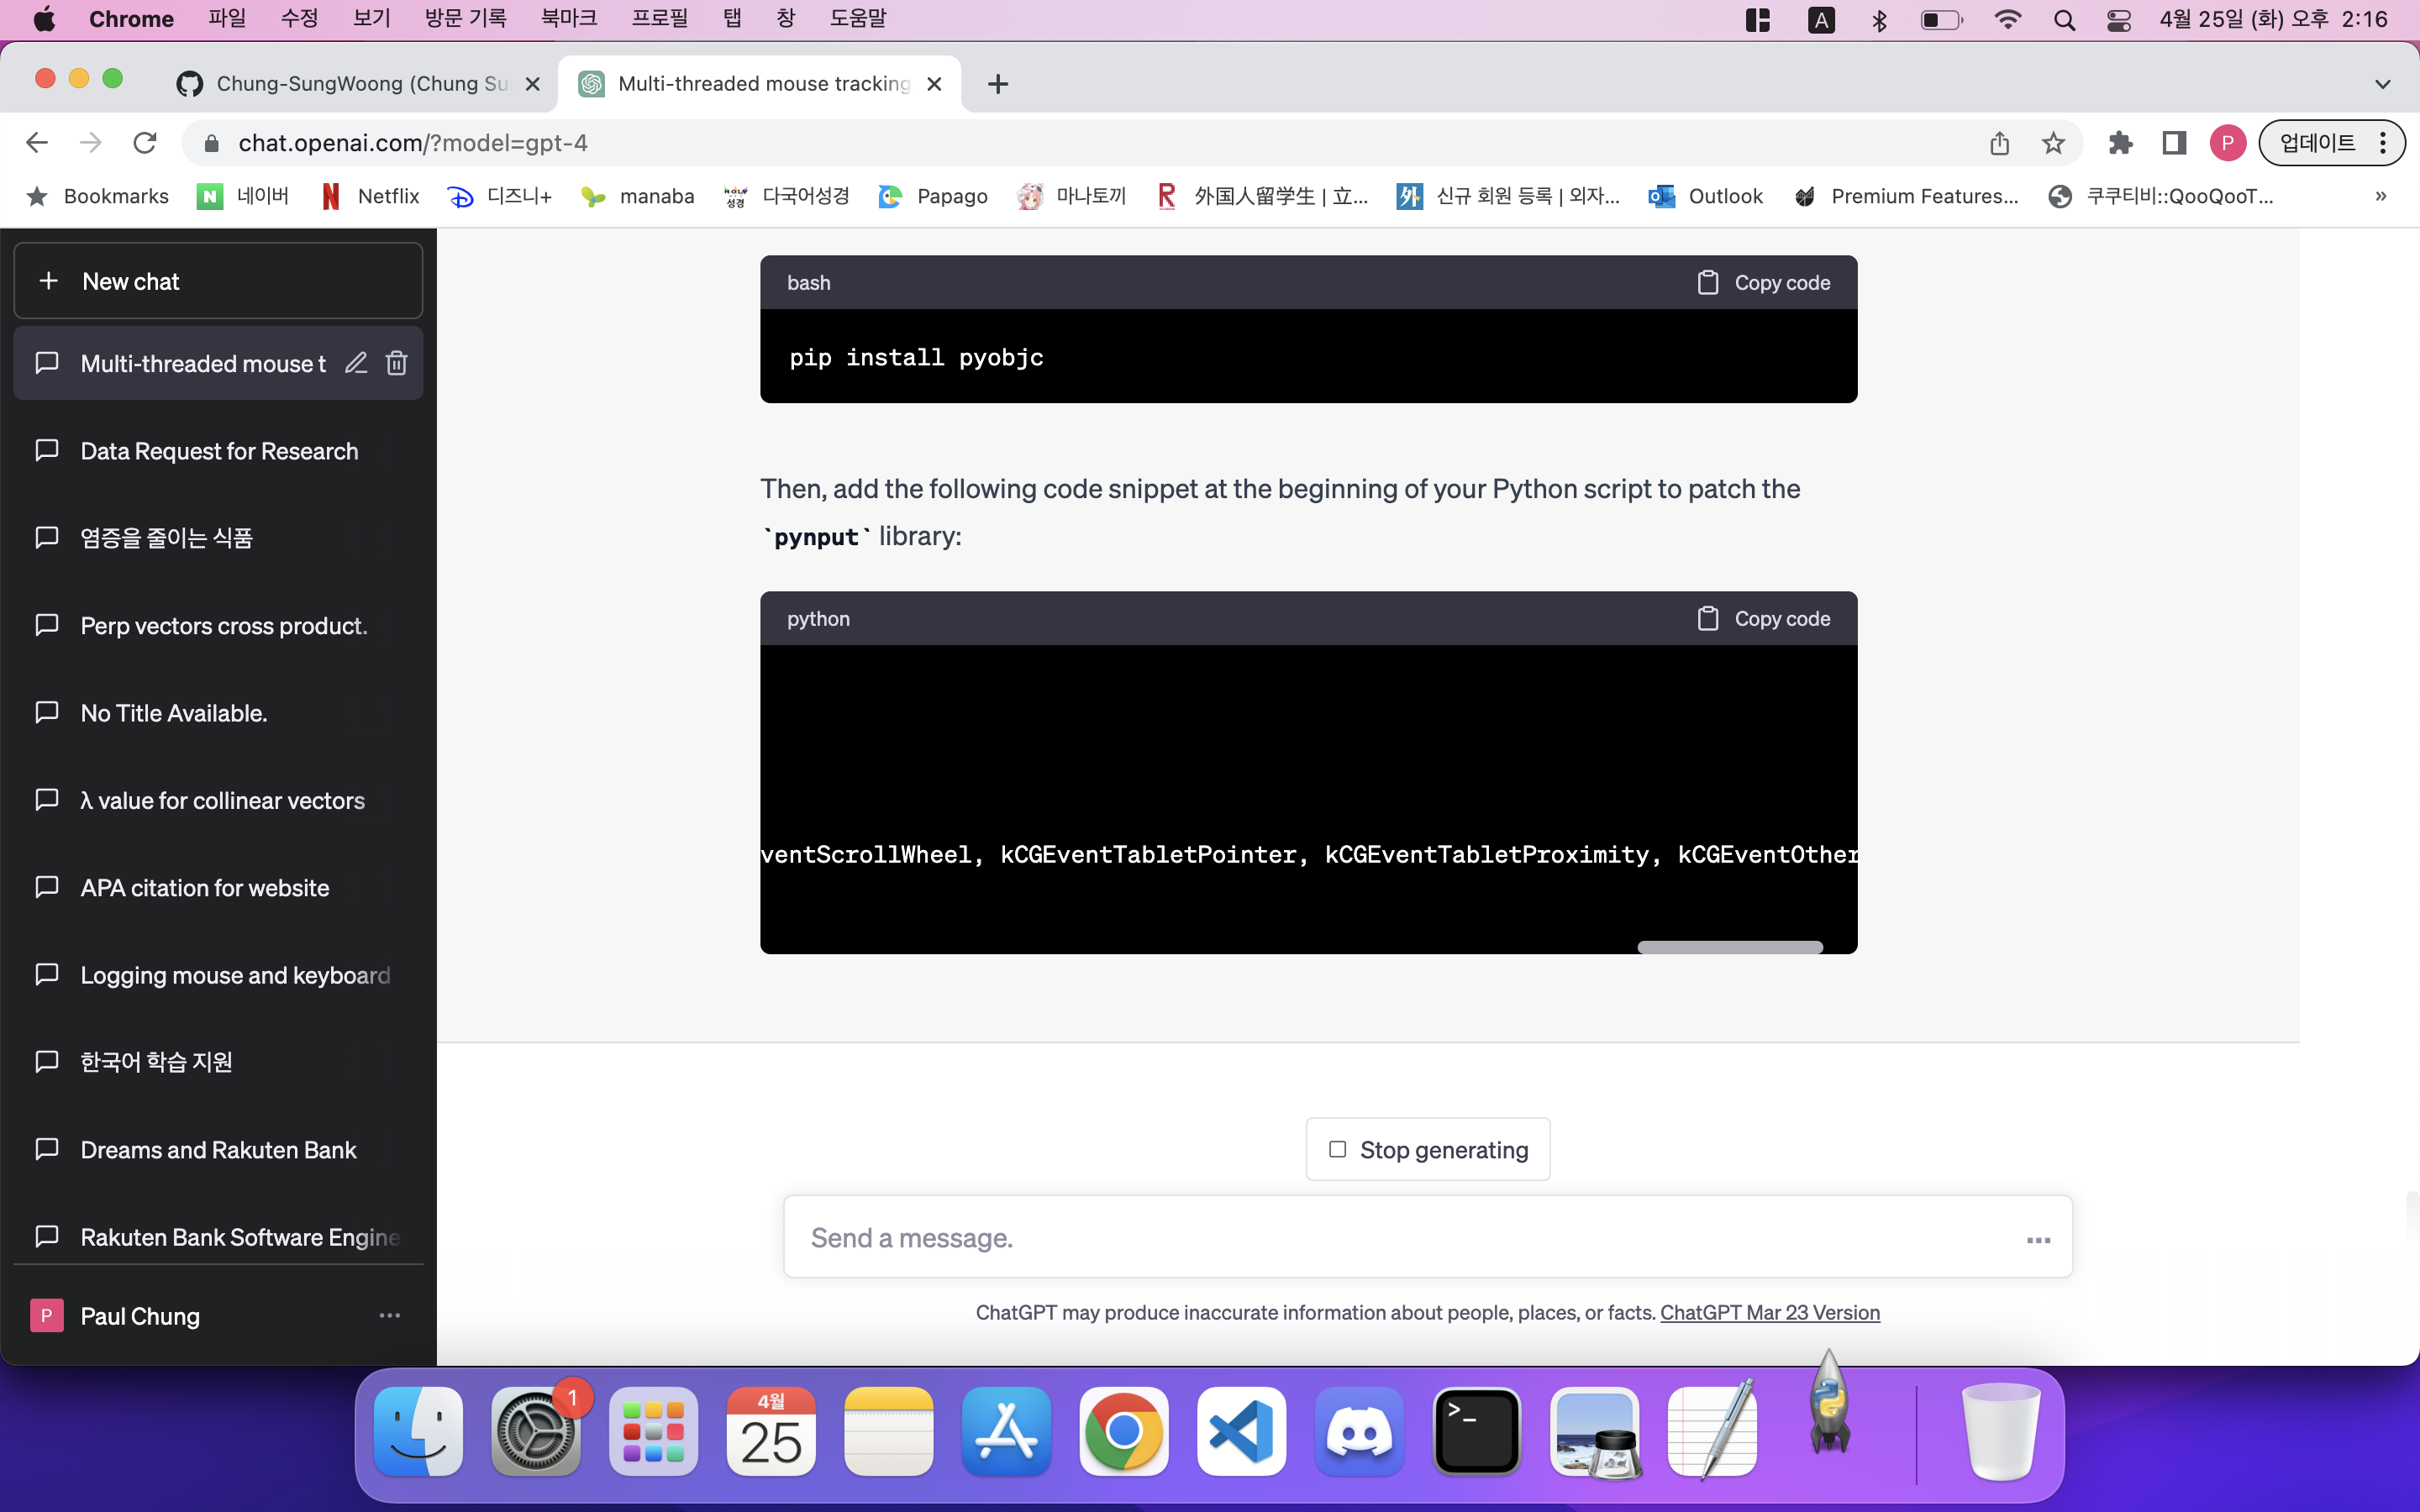 Chrome 파일 수정 보기 방문 기록 북마크 프로필 탭 창 도움말 A 4월 25일 (화) 오후 2:16
Chung-SungWoong (Chung Su
Multi-threaded mouse tracking
chat.openai.com/?model=gpt-4
P
업데이트
Bookmarks
N 네이버
N Netflix
디즈니+
manaba
다국어성경
Papago
마나토끼
R 外国人留学生 | 立...
外 신규 회원 등록 | 외자...
Outlook
Premium Features...
쿠쿠티비::QooQooT...
»
+ New chat
Multi-threaded mouse t
Data Request for Research
염증을 줄이는 식품
Perp vectors cross product.
No Title Available.
λ value for collinear vectors
APA citation for website
Logging mouse and keyboard
한국어 학습 지원
Dreams and Rakuten Bank
Rakuten Bank Software Engine
P Paul Chung ...
bash
Copy code
pip install pyobjc
Then, add the following code snippet at the beginning of your Python script to patch the
`pynput` library:
python
Copy code
ventScrollWheel, kCGEventTabletPointer, kCGEventTabletProximity, kCGEventOther
Stop generating
Send a message.
ChatGPT may produce inaccurate information about people, places, or facts. ChatGPT Mar 23 Version
1
4월
25
>_